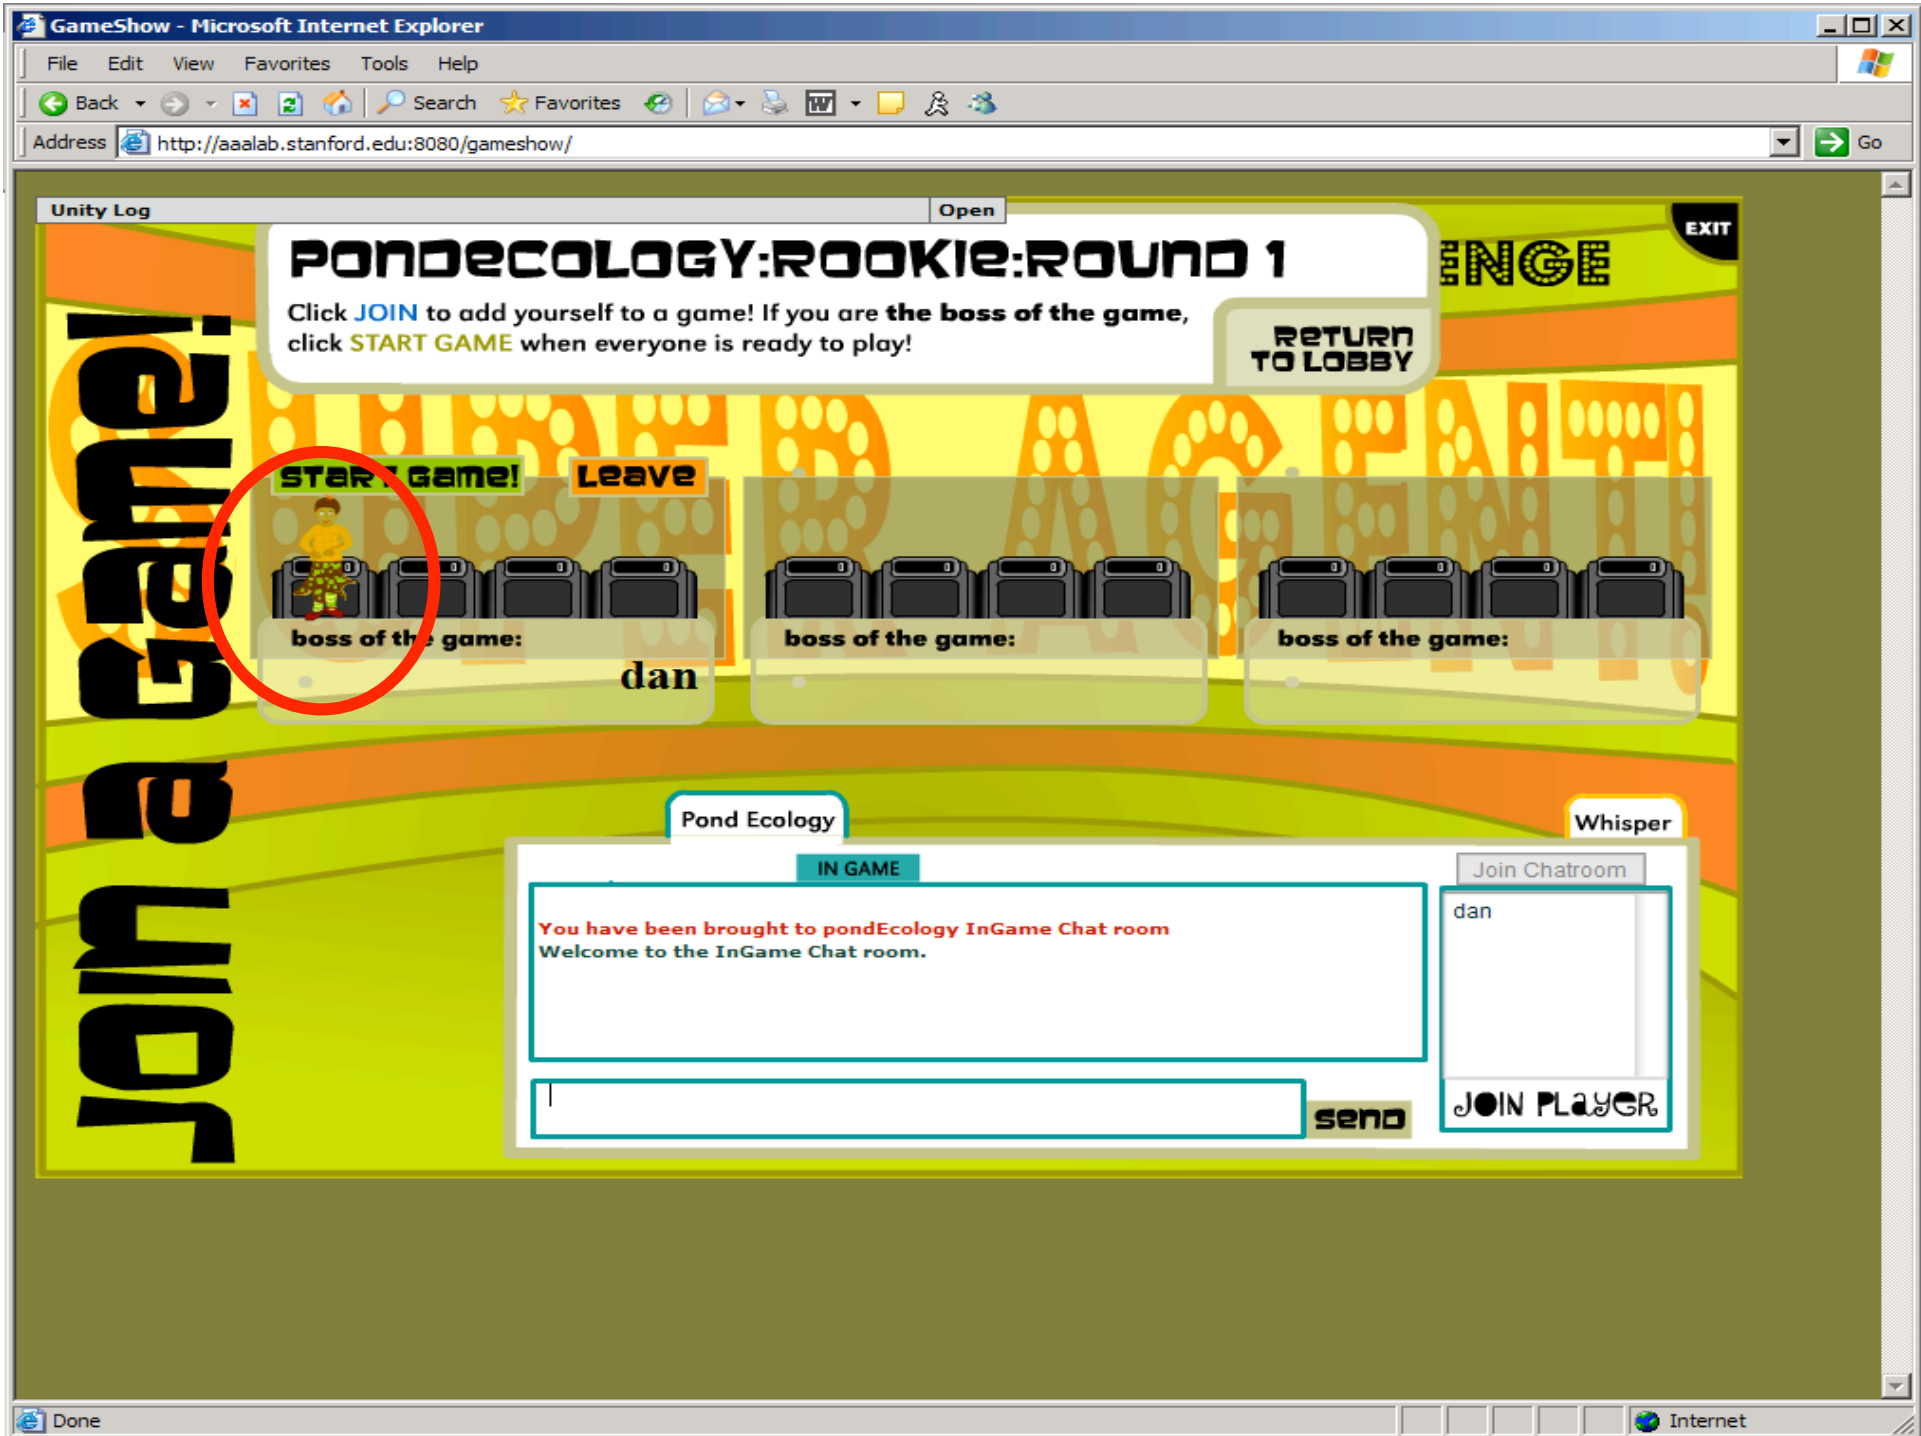 GameShow - Microsoft Internet Explorer
File Edit View Favorites Tools Help
Back Search Favorites
Address http://aaalab.stanford.edu:8080/gameshow/ Go
Unity Log Open
EXIT
PONDECOLOGY:ROOKIE:ROUND 1
ENGE
Click JOIN to add yourself to a game! If you are the boss of the game,
click START GAME when everyone is ready to play!
RETURN
TO LOBBY
Join a Game!
SUPER AGENT!
START GAME! LEAVE
boss of the game:
dan
boss of the game:
boss of the game:
Pond Ecology
Whisper
IN GAME
Join Chatroom
You have been brought to pondEcology InGame Chat room
Welcome to the InGame Chat room.
dan
SEND
JOIN PLAYER
Done
Internet